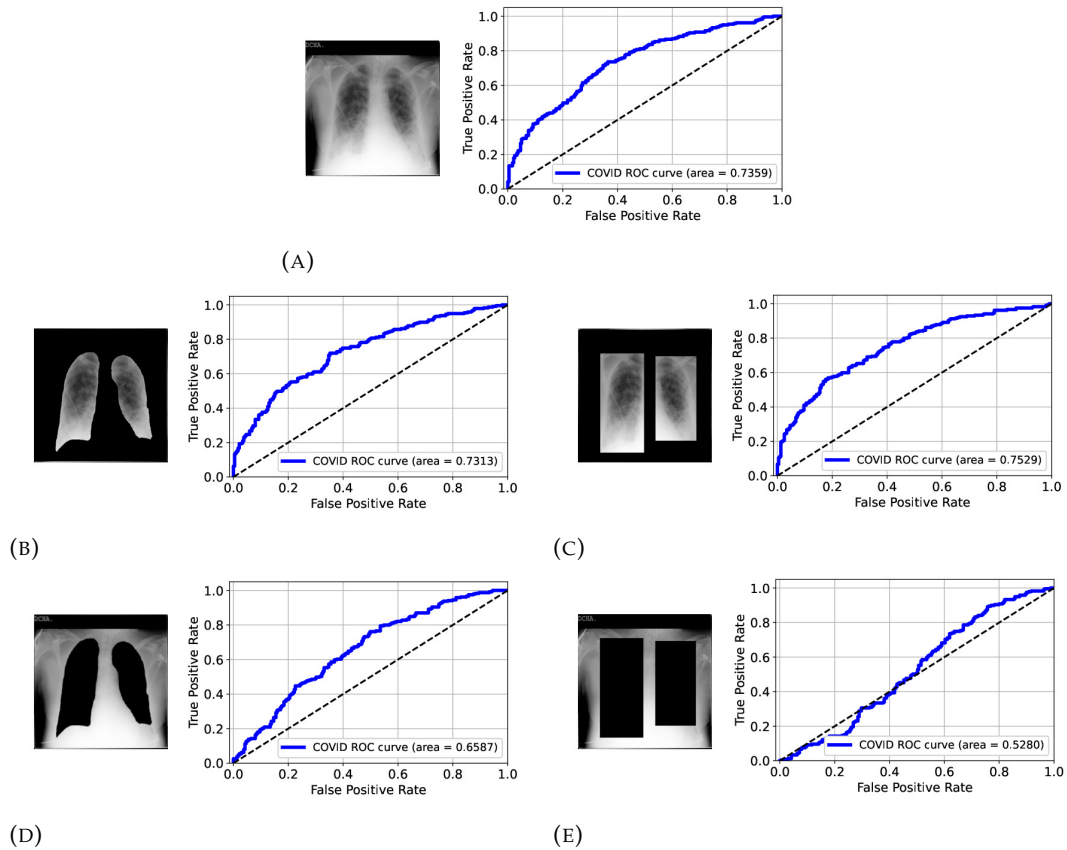 DCHA.
1.0
0.8
0.6
0.4
0.2
0.0
True Positive Rate
COVID ROC curve (area = 0.7359)
0.0 0.2 0.4 0.6 0.8 1.0
False Positive Rate
(A)
1.0
0.8
0.6
0.4
0.2
0.0
True Positive Rate
COVID ROC curve (area = 0.7313)
0.0 0.2 0.4 0.6 0.8 1.0
False Positive Rate
(B)
1.0
0.8
0.6
0.4
0.2
0.0
True Positive Rate
COVID ROC curve (area = 0.7529)
0.0 0.2 0.4 0.6 0.8 1.0
False Positive Rate
(C)
DCHA.
1.0
0.8
0.6
0.4
0.2
0.0
True Positive Rate
COVID ROC curve (area = 0.6587)
0.0 0.2 0.4 0.6 0.8 1.0
False Positive Rate
(D)
DCHA.
1.0
0.8
0.6
0.4
0.2
0.0
True Positive Rate
COVID ROC curve (area = 0.5280)
0.0 0.2 0.4 0.6 0.8 1.0
False Positive Rate
(E)